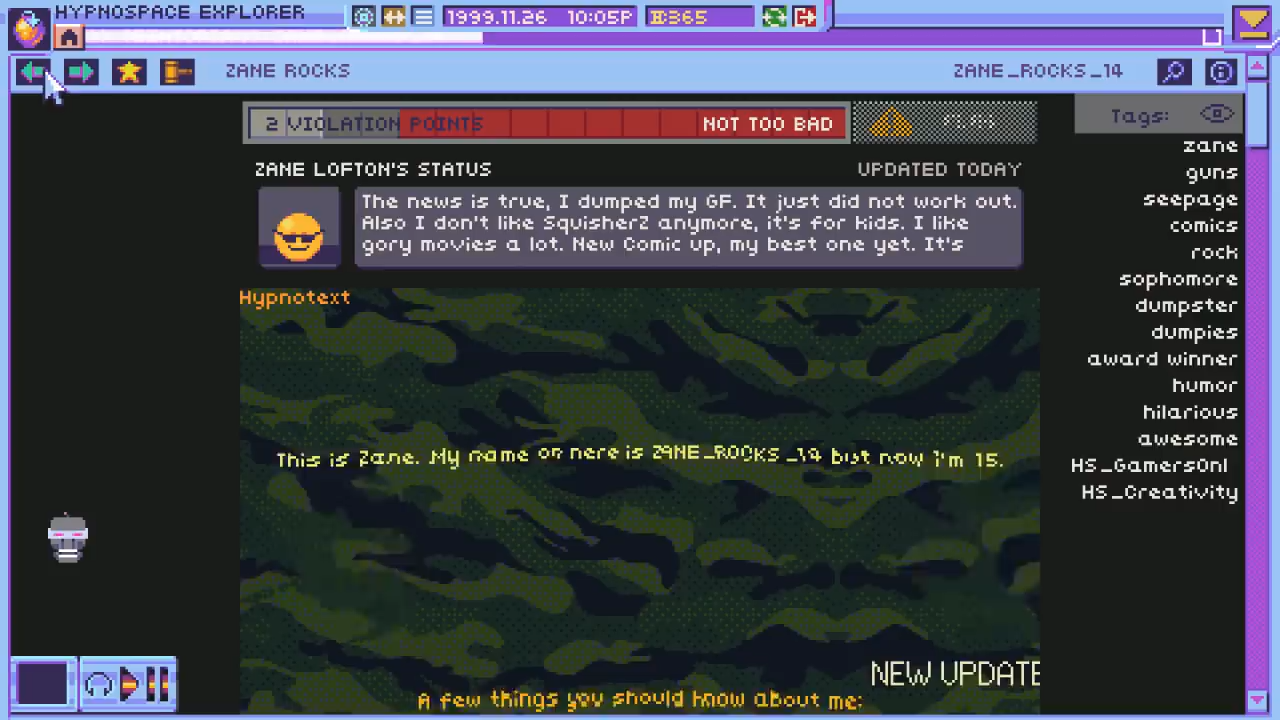 HYPNOSPACE EXPLORER
1999.11.26 10:05P
365
ZANE ROCKS
ZANE_ROCKS_14
2 VIOLATION POINTS
NOT TOO BAD
Tags:
ZANE LOFTON'S STATUS
UPDATED TODAY
The news is true, I dumped my GF. It just did not work out.
Also I don't like SquisherZ anymore, it's for kids. I like
gory movies a lot. New Comic up, my best one yet. It's
zane
guns
seepage
comics
rock
sophomore
dumpster
dumpies
award winner
humor
hilarious
awesome
HS_GamersOnl
HS_Creativity
Hypnotext
This is Zane. My name on here is ZANE_ROCKS_14 but now I'm 15.
NEW UPDATE
A few things you should know about me: